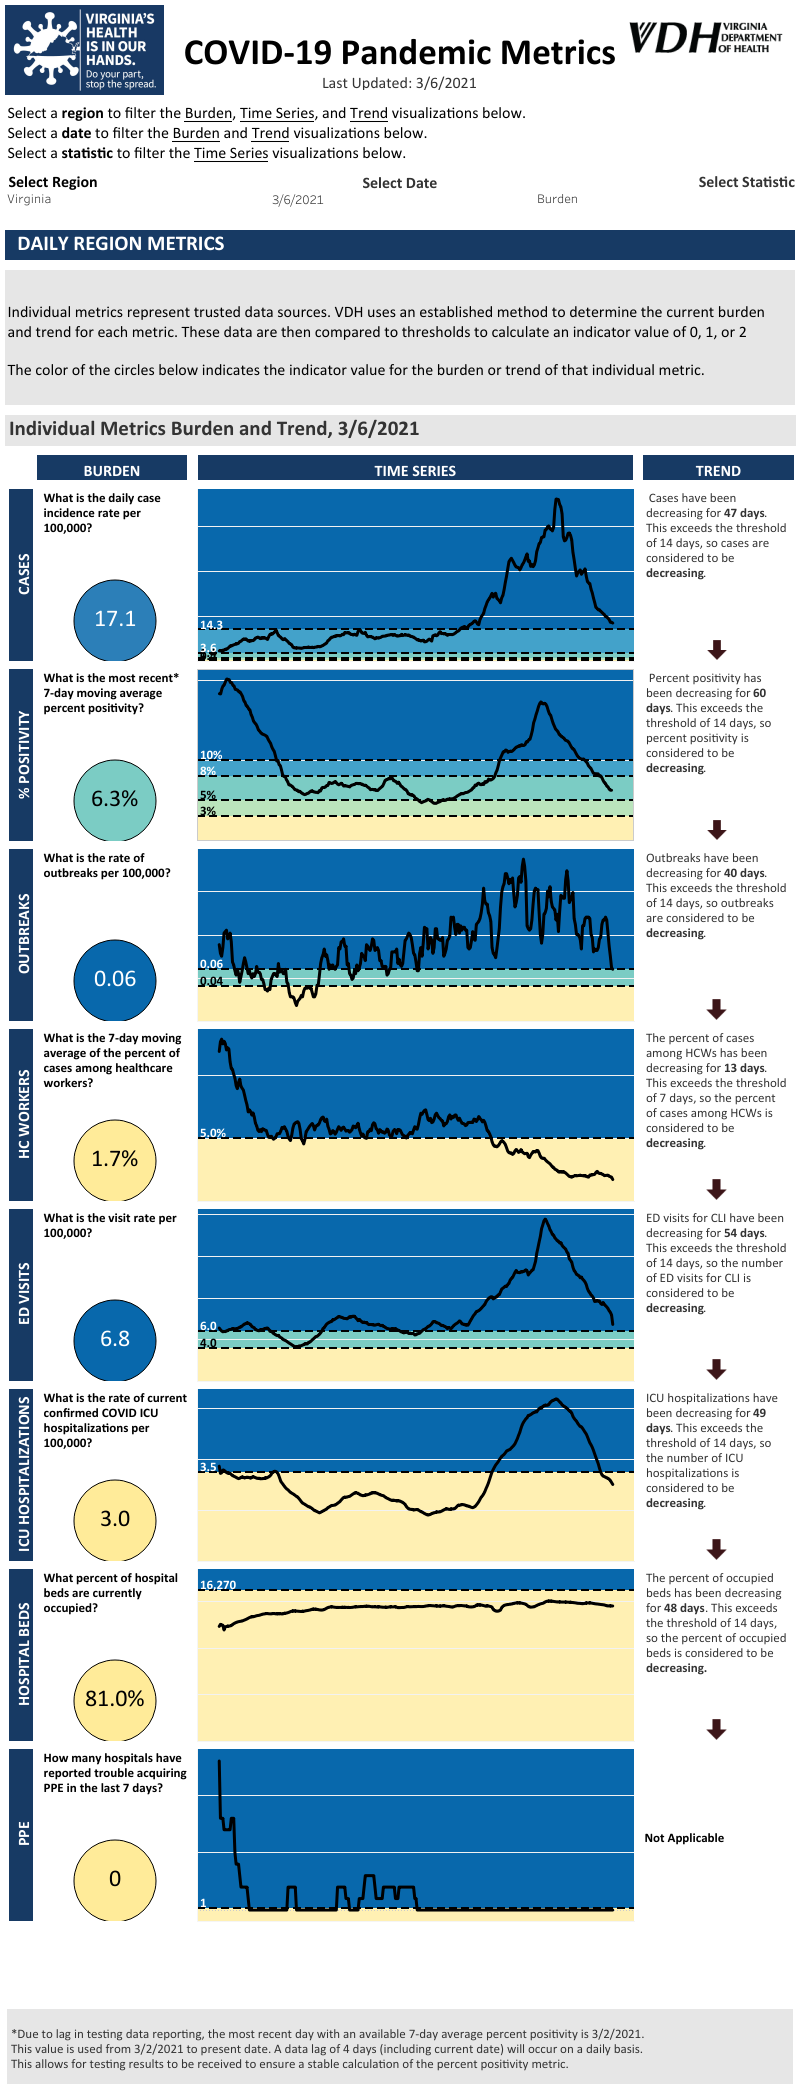 VIRGINIA'S
HEALTH
IS IN OUR
HANDS.
Do your part,
stop the spread.
COVID-19 Pandemic Metrics
Last Updated: 3/6/2021
VDH VIRGINIA
DEPARTMENT
OF HEALTH
Select a region to filter the Burden, Time Series, and Trend visualizations below.
Select a date to filter the Burden and Trend visualizations below.
Select a statistic to filter the Time Series visualizations below.
Select Region
Virginia
Select Date
3/6/2021
Select Statistic
Burden
DAILY REGION METRICS
Individual metrics represent trusted data sources. VDH uses an established method to determine the current burden
and trend for each metric. These data are then compared to thresholds to calculate an indicator value of 0, 1, or 2
The color of the circles below indicates the indicator value for the burden or trend of that individual metric.
Individual Metrics Burden and Trend, 3/6/2021
BURDEN
TIME SERIES
TREND
CASES
What is the daily case
incidence rate per
100,000?
17.1
14.3
3.6
Cases have been
decreasing for 47 days.
This exceeds the threshold
of 14 days, so cases are
considered to be
decreasing.
% POSITIVITY
What is the most recent*
7-day moving average
percent positivity?
6.3%
10%
8%
5%
3%
Percent positivity has
been decreasing for 60
days. This exceeds the
threshold of 14 days, so
percent positivity is
considered to be
decreasing.
OUTBREAKS
What is the rate of
outbreaks per 100,000?
0.06
0.06
0.04
Outbreaks have been
decreasing for 40 days.
This exceeds the threshold
of 14 days, so outbreaks
are considered to be
decreasing.
HC WORKERS
What is the 7-day moving
average of the percent of
cases among healthcare
workers?
1.7%
5.0%
The percent of cases
among HCWs has been
decreasing for 13 days.
This exceeds the threshold
of 7 days, so the percent
of cases among HCWs is
considered to be
decreasing.
ED VISITS
What is the visit rate per
100,000?
6.8
6.0
4.0
ED visits for CLI have been
decreasing for 54 days.
This exceeds the threshold
of 14 days, so the number
of ED visits for CLI is
considered to be
decreasing.
ICU HOSPITALIZATIONS
What is the rate of current
confirmed COVID ICU
hospitalizations per
100,000?
3.0
3.5
ICU hospitalizations have
been decreasing for 49
days. This exceeds the
threshold of 14 days, so
the number of ICU
hospitalizations is
considered to be
decreasing.
HOSPITAL BEDS
What percent of hospital
beds are currently
occupied?
81.0%
16,270
The percent of occupied
beds has been decreasing
for 48 days. This exceeds
the threshold of 14 days,
so the percent of occupied
beds is considered to be
decreasing.
PPE
How many hospitals have
reported trouble acquiring
PPE in the last 7 days?
0
1
Not Applicable
*Due to lag in testing data reporting, the most recent day with an available 7-day average percent positivity is 3/2/2021.
This value is used from 3/2/2021 to present date. A data lag of 4 days (including current date) will occur on a daily basis.
This allows for testing results to be received to ensure a stable calculation of the percent positivity metric.